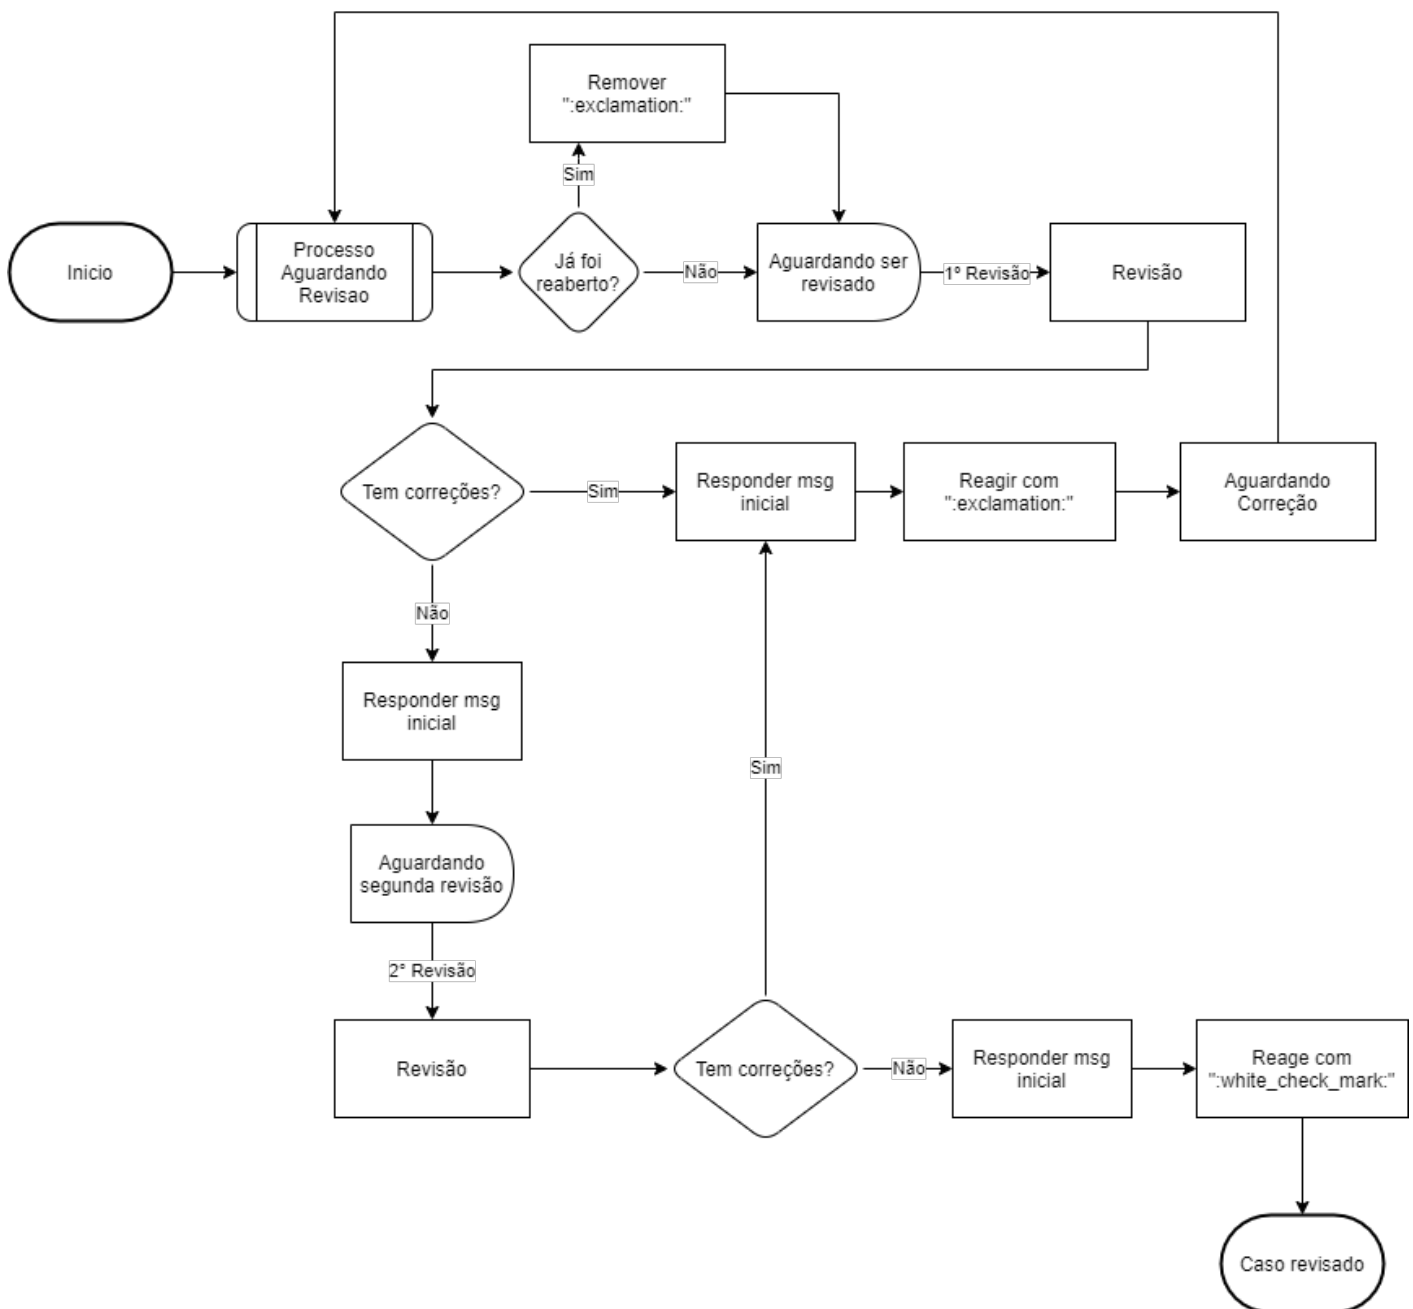 Remover
":exclamation:"
Sim
Inicio
Processo
Aguardando
Revisao
Já foi
reaberto?
Não
Aguardando ser
revisado
1º Revisão
Revisão
Tem correções?
Sim
Responder msg
inicial
Reagir com
":exclamation:"
Aguardando
Correção
Não
Responder msg
inicial
Sim
Aguardando
segunda revisão
2° Revisão
Revisão
Tem correções?
Não
Responder msg
inicial
Reage com
":white_check_mark:"
Caso revisado